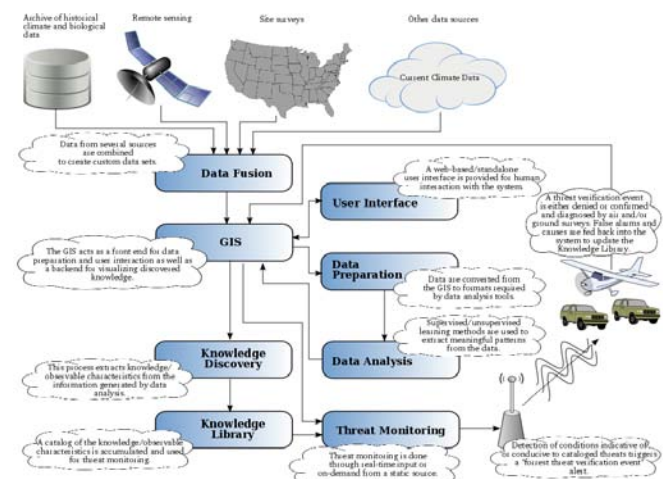 Archive of historical
climate and biological
data
Remote sensing
Site surveys
Other data sources
Current Climate Data
Data from several sources
are combined
to create custom data sets.
Data Fusion
A web-based/standalone
user interface is provided for human
interaction with the system.
User Interface
A threat verification event
is either denied or confirmed
and diagnosed by air and/or
ground surveys. False alarms and
causes are fed back into
the system to update the
Knowledge Library.
GIS
The GIS acts as a front end for data
preparation and user interaction as well as
a backend for visualizing discovered
knowledge.
Data
Preparation
Data are converted from
the GIS to formats required
by data analysis tools.
Supervised/unsupervised
learning methods are used to
extract meaningful patterns
from the data.
Data Analysis
Knowledge
Discovery
This process extracts knowledge/
observable characteristics from the
information generated by data
analysis.
Knowledge
Library
A catalog of the knowledge/observable
characteristics is accumulated and used
for threat monitoring.
Threat Monitoring
Threat monitoring is done
through real-time input or
on-demand from a static source.
Detection of conditions indicative of
or conducive to cataloged threats triggers
a "forrest threat verification event"
alert.